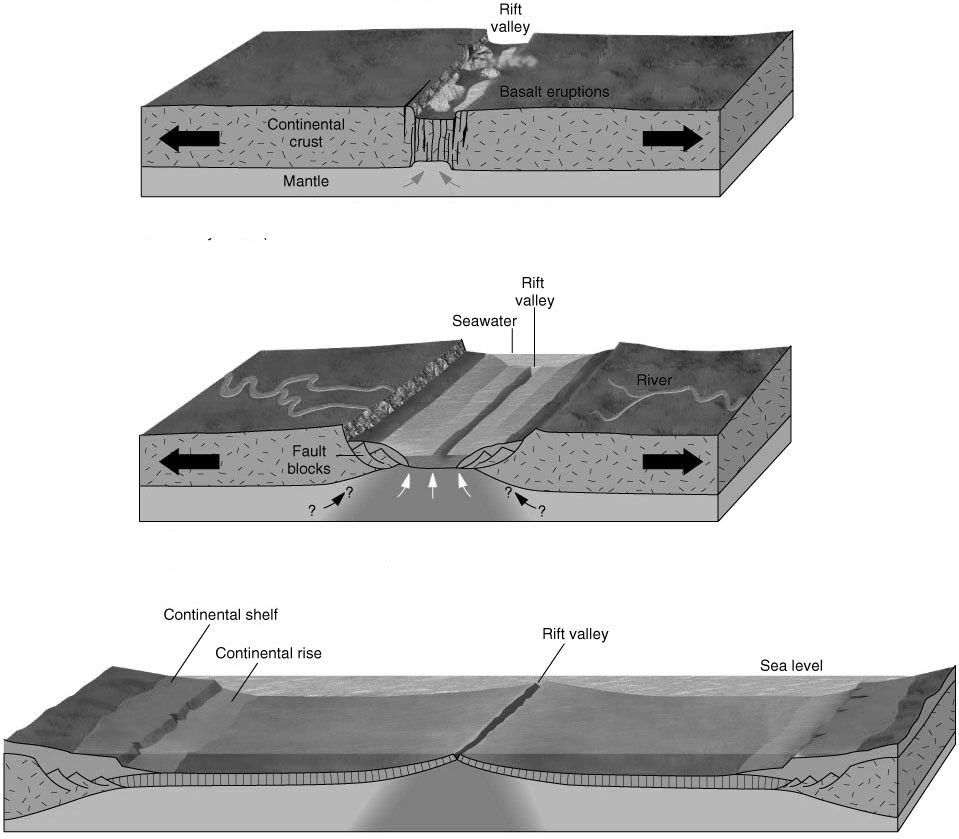 Rift
valley
Basalt eruptions
Continental
crust
Mantle
Rift
valley
Seawater
River
Fault
blocks
? ? ? ?
Continental shelf
Continental rise
Rift valley
Sea level